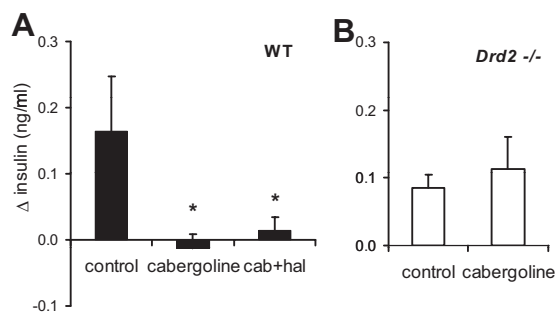 A
WT
0.3
0.2
0.1
0.0
-0.1
Δ insulin (ng/ml)
*
*
control cabergoline cab+hal
B
Drd2 -/-
0.3
0.2
0.1
0.0
control cabergoline